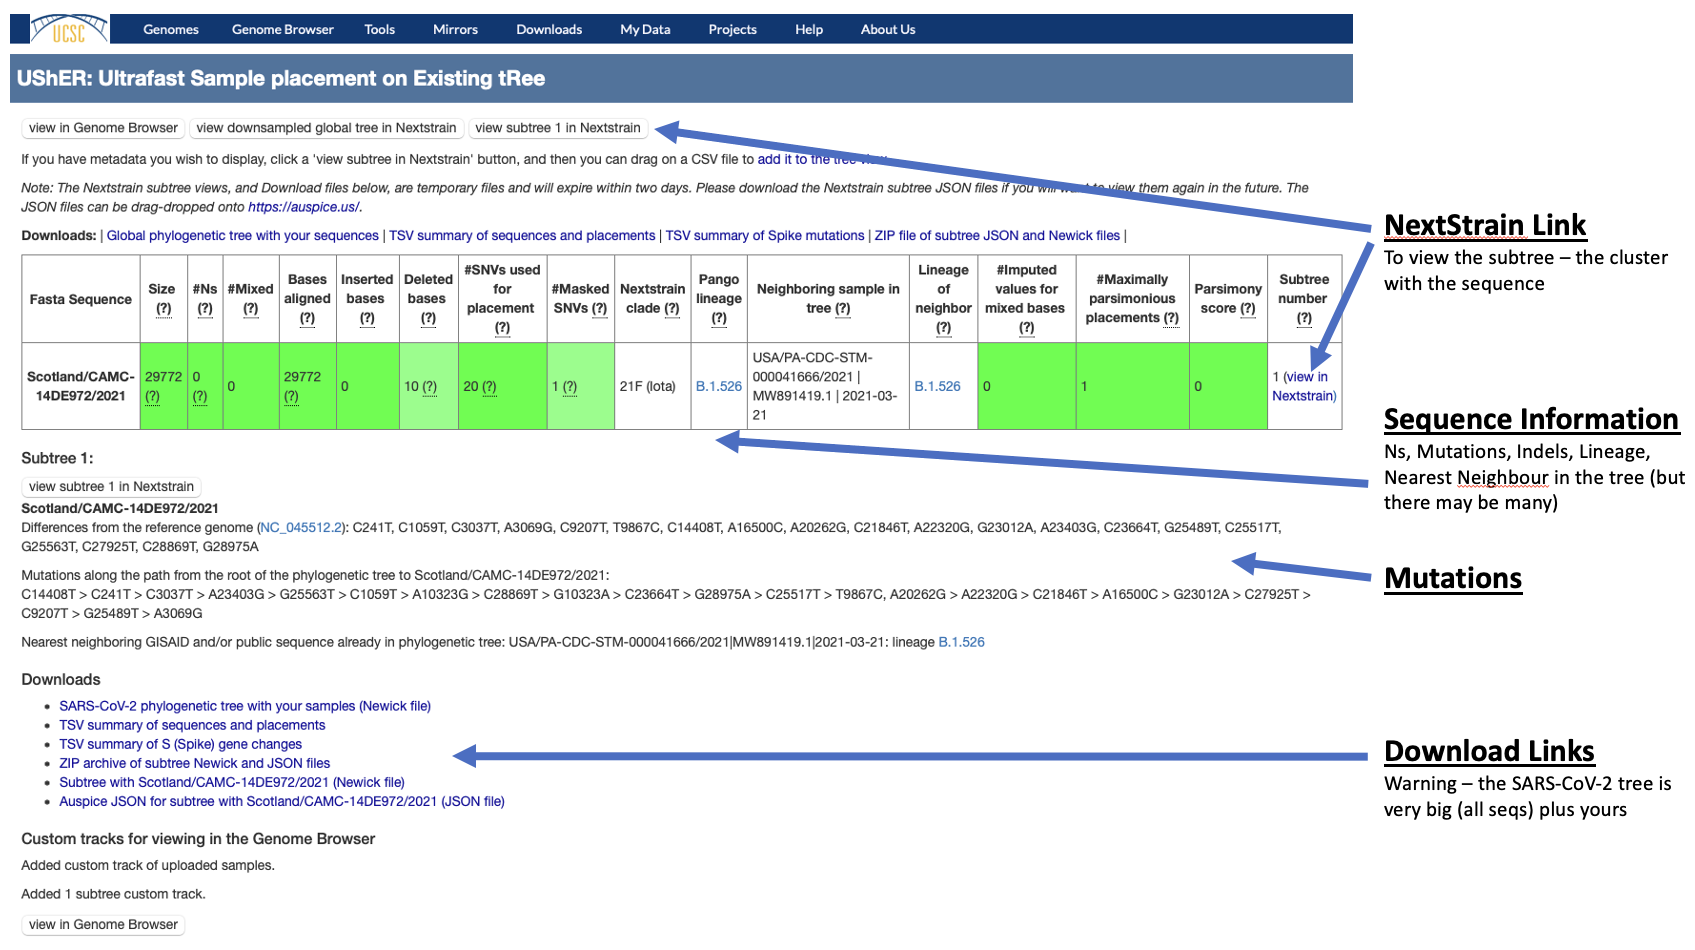 UCSC
Genomes Genome Browser Tools Mirrors Downloads My Data Projects Help About Us
UShER: Ultrafast Sample placement on Existing tRee
view in Genome Browser view downsampled global tree in Nextstrain view subtree 1 in Nextstrain
If you have metadata you wish to display, click a 'view subtree in Nextstrain' button, and then you can drag on a CSV file to add it to the tree view.
Note: The Nextstrain subtree views, and Download files below, are temporary files and will expire within two days. Please download the Nextstrain subtree JSON files if you will want to view them again in the future. The
JSON files can be drag-dropped onto https://auspice.us/.
Downloads: | Global phylogenetic tree with your sequences | TSV summary of sequences and placements | TSV summary of Spike mutations | ZIP file of subtree JSON and Newick files |
Fasta Sequence
Size
(?)
#Ns
(?)
#Mixed
(?)
Bases
aligned
(?)
Inserted
bases
(?)
Deleted
bases
(?)
#SNVs used
for
placement
(?)
#Masked
SNVs (?)
Nextstrain
clade (?)
Pango
lineage
(?)
Neighboring sample in
tree (?)
Lineage
of
neighbor
(?)
#Imputed
values for
mixed bases
(?)
#Maximally
parsimonious
placements (?)
Parsimony
score (?)
Subtree
number
(?)
Scotland/CAMC-
14DE972/2021
29772
(?)
0
(?)
0
29772
(?)
0
10 (?)
20 (?)
1 (?)
21F (Iota)
B.1.526
USA/PA-CDC-STM-
000041666/2021 |
MW891419.1 | 2021-03-
21
B.1.526
0
1
0
1 (view in
Nextstrain)
Subtree 1:
view subtree 1 in Nextstrain
Scotland/CAMC-14DE972/2021
Differences from the reference genome (NC_045512.2): C241T, C1059T, C3037T, A3069G, C9207T, T9867C, C14408T, A16500C, A20262G, C21846T, A22320G, G23012A, A23403G, C23664T, G25489T, C25517T,
G25563T, C27925T, C28869T, G28975A
Mutations along the path from the root of the phylogenetic tree to Scotland/CAMC-14DE972/2021:
C14408T > C241T > C3037T > A23403G > G25563T > C1059T > A10323G > C28869T > G10323A > C23664T > G28975A > C25517T > T9867C, A20262G > A22320G > C21846T > A16500C > G23012A > C27925T >
C9207T > G25489T > A3069G
Nearest neighboring GISAID and/or public sequence already in phylogenetic tree: USA/PA-CDC-STM-000041666/2021|MW891419.1|2021-03-21: lineage B.1.526
Downloads
• SARS-CoV-2 phylogenetic tree with your samples (Newick file)
• TSV summary of sequences and placements
• TSV summary of S (Spike) gene changes
• ZIP archive of subtree Newick and JSON files
• Subtree with Scotland/CAMC-14DE972/2021 (Newick file)
• Auspice JSON for subtree with Scotland/CAMC-14DE972/2021 (JSON file)
Custom tracks for viewing in the Genome Browser
Added custom track of uploaded samples.
Added 1 subtree custom track.
view in Genome Browser
NextStrain Link
To view the subtree – the cluster
with the sequence
Sequence Information
Ns, Mutations, Indels, Lineage,
Nearest Neighbour in the tree (but
there may be many)
Mutations
Download Links
Warning – the SARS-CoV-2 tree is
very big (all seqs) plus yours